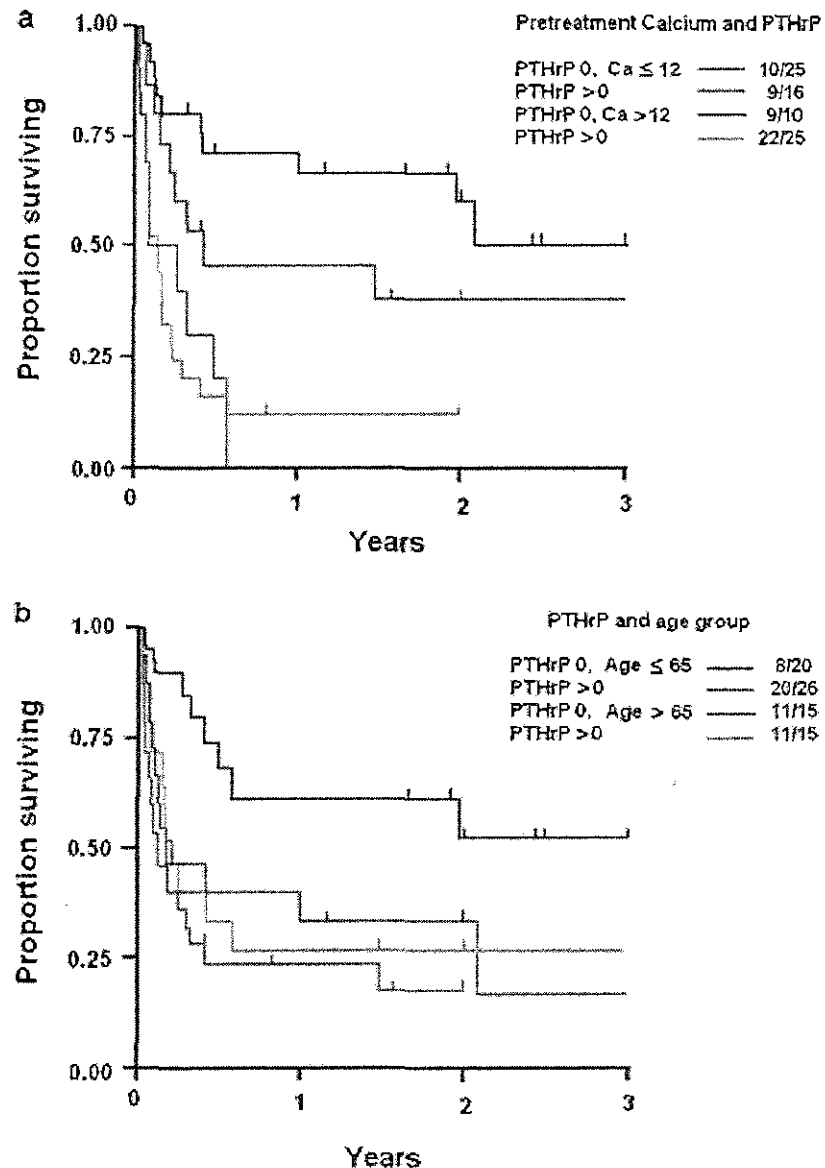 a
Pretreatment Calcium and PTHrP
PTHrP 0, Ca ≤ 12 10/25
PTHrP >0 9/16
PTHrP 0, Ca >12 9/10
PTHrP >0 22/25
Proportion surviving
1.00
0.75
0.50
0.25
0.00
0 1 2 3
Years
b
PTHrP and age group
PTHrP 0, Age ≤ 65 8/20
PTHrP >0 20/26
PTHrP 0, Age > 65 11/15
PTHrP >0 11/15
Proportion surviving
1.00
0.75
0.50
0.25
0.00
0 1 2 3
Years